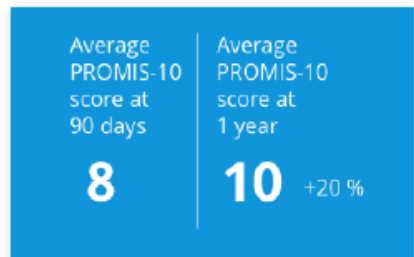 Average
PROMIS-10
score at
90 days
8
Average
PROMIS-10
score at
1 year
10 +20 %